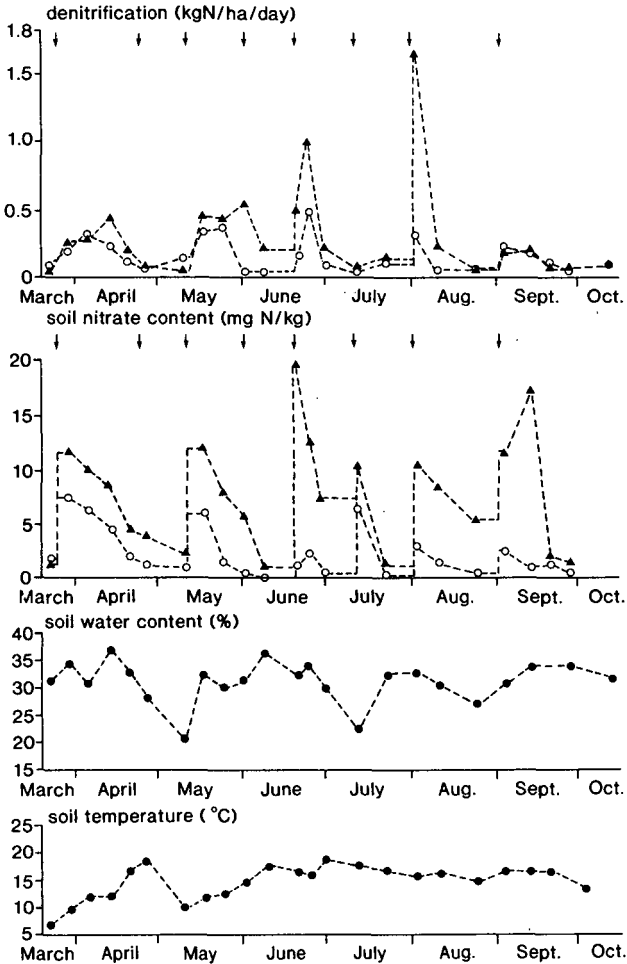 denitrification (kgN/ha/day)
1.8
1.5
1.0
0.5
0
March April May June July Aug. Sept. Oct.
soil nitrate content (mg N/kg)
20
15
10
5
0
March April May June July Aug. Sept. Oct.
soil water content (%)
40
35
30
25
20
15
March April May June July Aug. Sept. Oct.
soil temperature (°C)
25
20
15
10
5
March April May June July Aug. Sept. Oct.